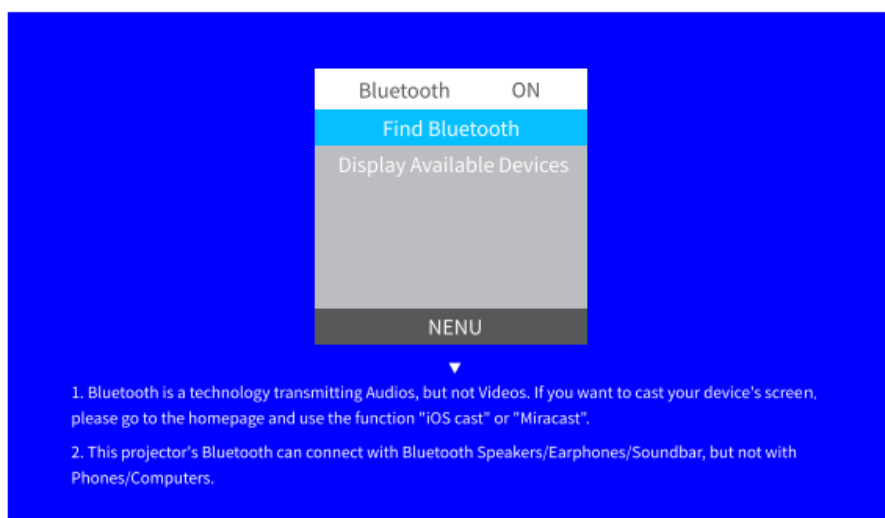 Bluetooth ON
Find Bluetooth
Display Available Devices
NENU
1. Bluetooth is a technology transmitting Audios, but not Videos. If you want to cast your device's screen,
please go to the homepage and use the function "iOS cast" or "Miracast".
2. This projector's Bluetooth can connect with Bluetooth Speakers/Earphones/Soundbar, but not with
Phones/Computers.